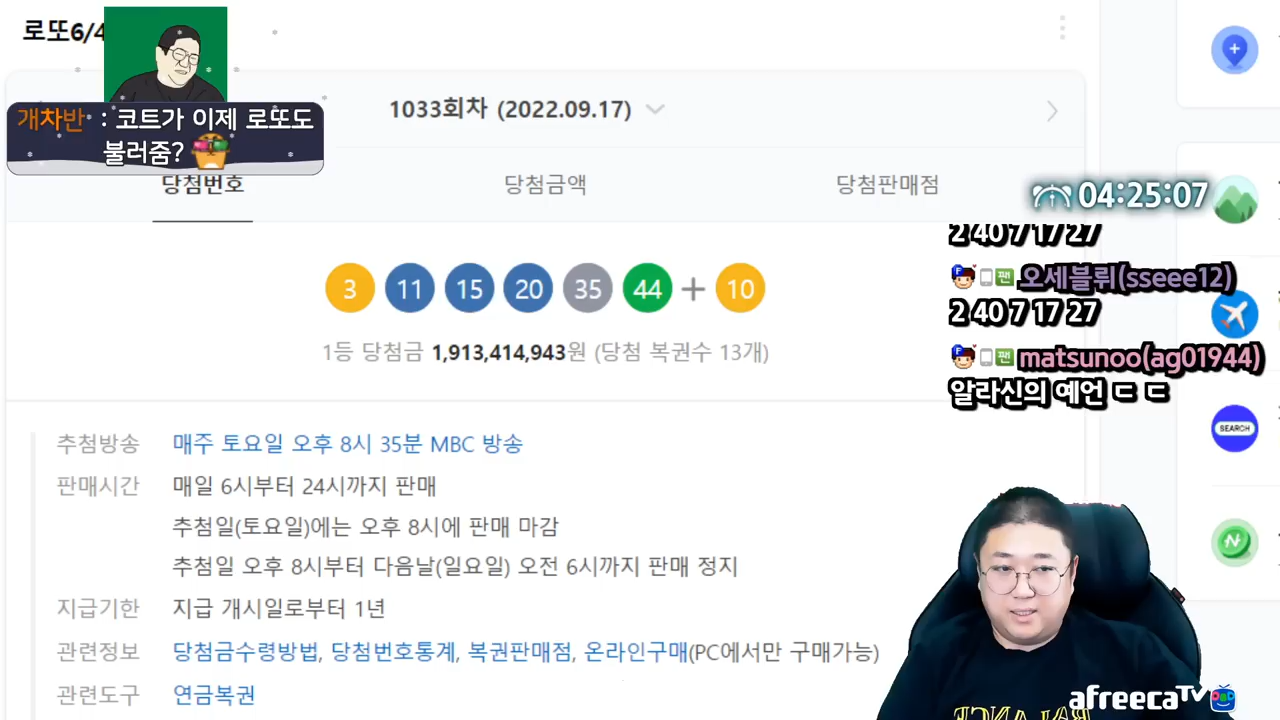 로또6/4
개차반 : 코트가 이제 로또도
불러줌?
1033회차 (2022.09.17)
당첨번호
당첨금액
당첨판매점
04:25:07
3 11 15 20 35 44 + 10
1등 당첨금 1,913,414,943원 (당첨 복권수 13개)
2 40 7 17 27
팬 오세블뤼(sseee12)
2 40 7 17 27
팬 matsunoo(ag01944)
알라신의 예언 ㄷ ㄷ
추첨방송 매주 토요일 오후 8시 35분 MBC 방송
판매시간 매일 6시부터 24시까지 판매
추첨일(토요일)에는 오후 8시에 판매 마감
추첨일 오후 8시부터 다음날(일요일) 오전 6시까지 판매 정지
지급기한 지급 개시일로부터 1년
관련정보 당첨금수령방법, 당첨번호통계, 복권판매점, 온라인구매(PC에서만 구매가능)
관련도구 연금복권
SEARCH
N
afreecaTV